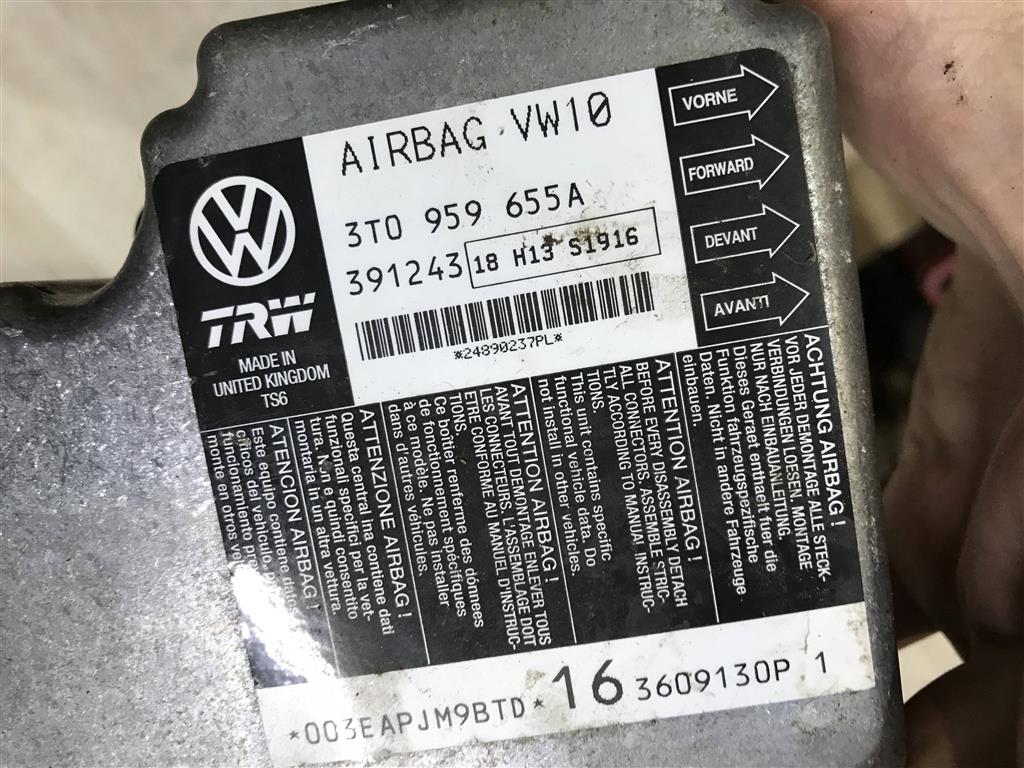 AIRBAG VW10
3T0 959 655A
391243
18 H13 S1916
*24890237PL*
TRW
MADE IN
UNITED KINGDOM
TS6
VORNE
FORWARD
DEVANT
AVANTI
ACHTUNG AIRBAG !
VOR JEDER DEMONTAGE ALLE STECK-
VERBINDUNGEN LOESEN. MONTAGE
NUR NACH EINBAUANLEITUNG.
Dieses Geraet enthaelt fuer die
Funktion fahrzeugspezifische
Daten. Nicht in andere Fahrzeuge
einbauen.
ATTENTION AIRBAG !
BEFORE EVERY DISASSEMBLY DETACH
ALL CONNECTORS. ASSEMBLE STRIC-
TLY ACCORDING TO MANUAL INSTRUC-
TIONS.
This unit contains specific
functional vehicle data. Do
not install in other vehicles.
ATTENTION AIRBAG !
AVANT TOUT DEMONTAGE ENLEVER TOUS
LES CONNECTEURS. L'ASSEMBLAGE DOIT
ETRE CONFORME AU MANUEL D'INSTRUC-
TIONS.
Ce boîtier renferme des données
de fonctionnement spécifiques
à ce modèle. Ne pas installer
dans d'autres véhicules.
ATTENZIONE AIRBAG !
Questa centralina contiene dati
funzionali specifici per la vet-
tura. Non e quindi consentito
montarla in un altra vettura.
ATENCION AIRBAG !
Este equipo contiene datos
cificos del vehículo
funcionamiento
monte en otros
*003EAPJM9BTD* 16 3609130P 1